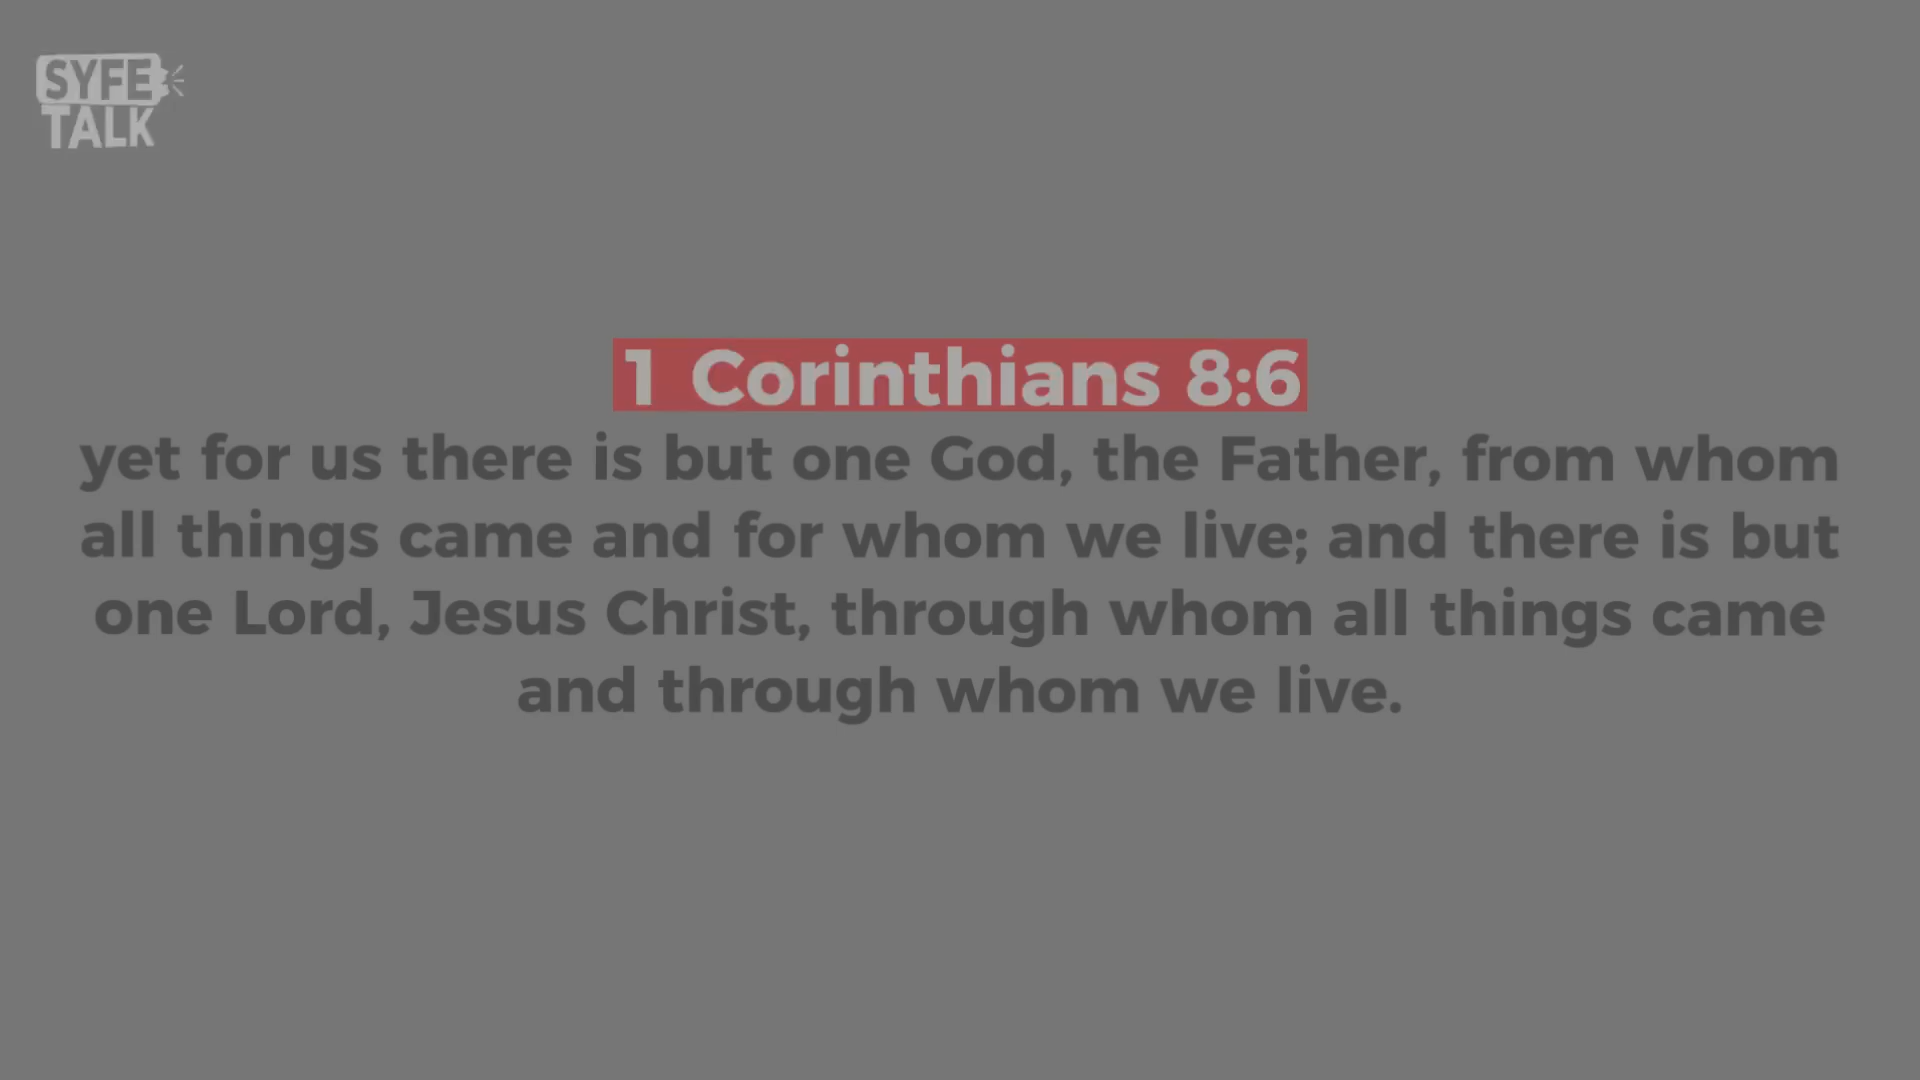 SYFE
TALK
1 Corinthians 8:6
yet for us there is but one God, the Father, from whom
all things came and for whom we live; and there is but
one Lord, Jesus Christ, through whom all things came
and through whom we live.